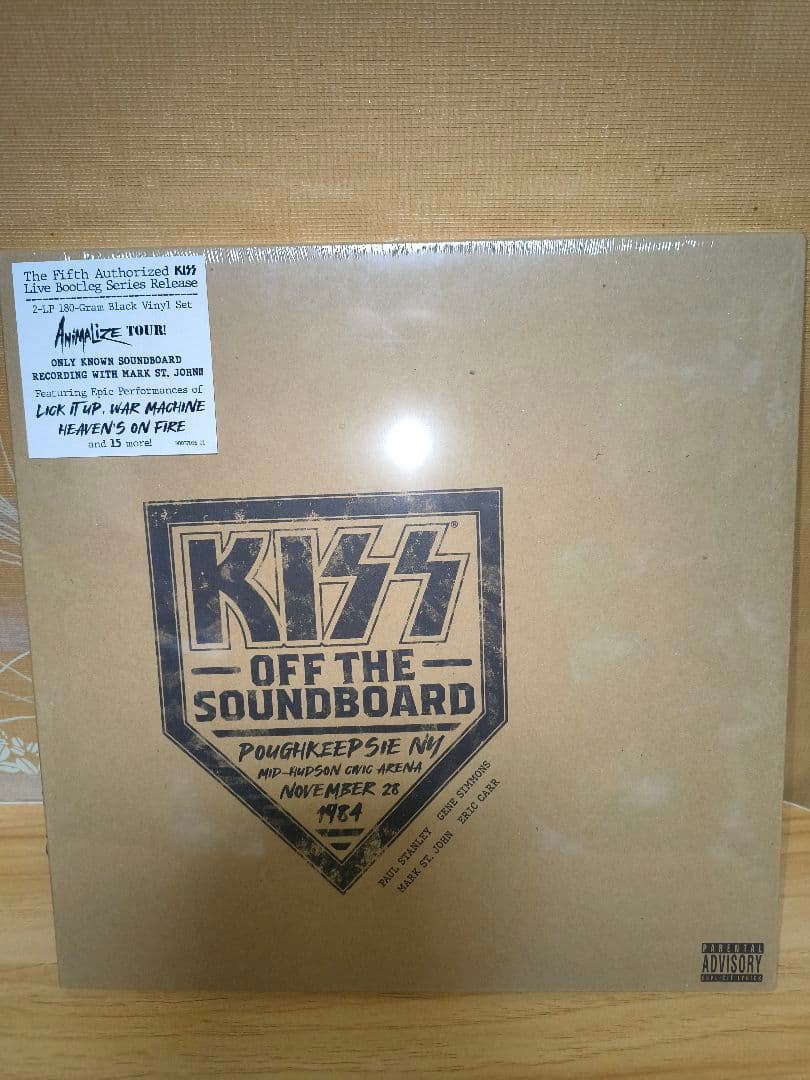 The Fifth Authorized KISS
Live Bootleg Series Release
2-LP 180-Gram Black Vinyl Set
ANIMALIZE TOUR!
ONLY KNOWN SOUNDBOARD
RECORDING WITH MARK ST. JOHN!
Featuring Epic Performances of
LICK IT UP, WAR MACHINE
HEAVEN'S ON FIRE
and 15 more!
KISS®
OFF THE
SOUNDBOARD
POUGHKEEPSIE NY
MID-HUDSON CIVIC ARENA
NOVEMBER 28
1984
PAUL STANLEY GENE SIMMONS
MARK ST. JOHN ERIC CARR
PARENTAL
ADVISORY
EXPLICIT LYRICS